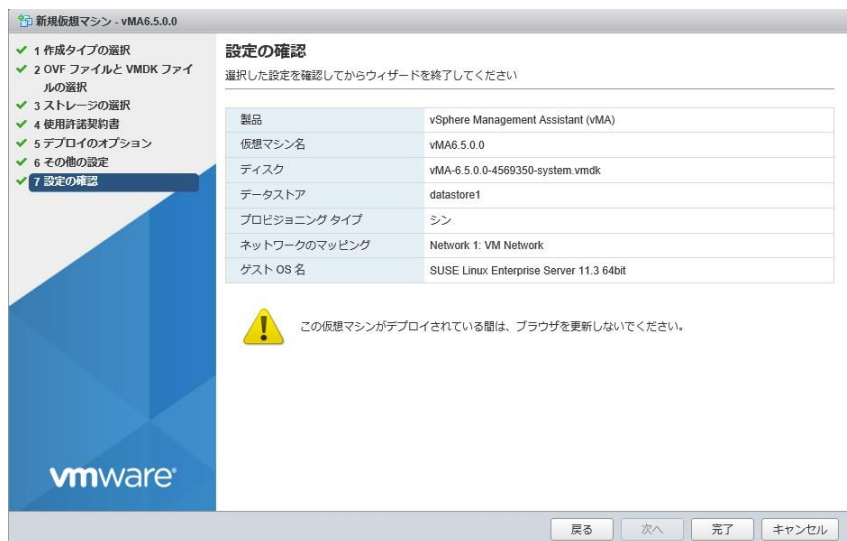 新規仮想マシン - vMA6.5.0.0
1 作成タイプの選択
2 OVF ファイルと VMDK ファイ
ルの選択
3 ストレージの選択
4 使用許諾契約書
5 デプロイのオプション
6 その他の設定
7 設定の確認
設定の確認
選択した設定を確認してからウィザードを終了してください
製品 vSphere Management Assistant (vMA)
仮想マシン名 vMA6.5.0.0
ディスク vMA-6.5.0.0-4569350-system.vmdk
データストア datastore1
プロビジョニング タイプ シン
ネットワークのマッピング Network 1: VM Network
ゲスト OS 名 SUSE Linux Enterprise Server 11.3 64bit
この仮想マシンがデプロイされている間は、ブラウザを更新しないでください。
vmware®
戻る 次へ 完了 キャンセル